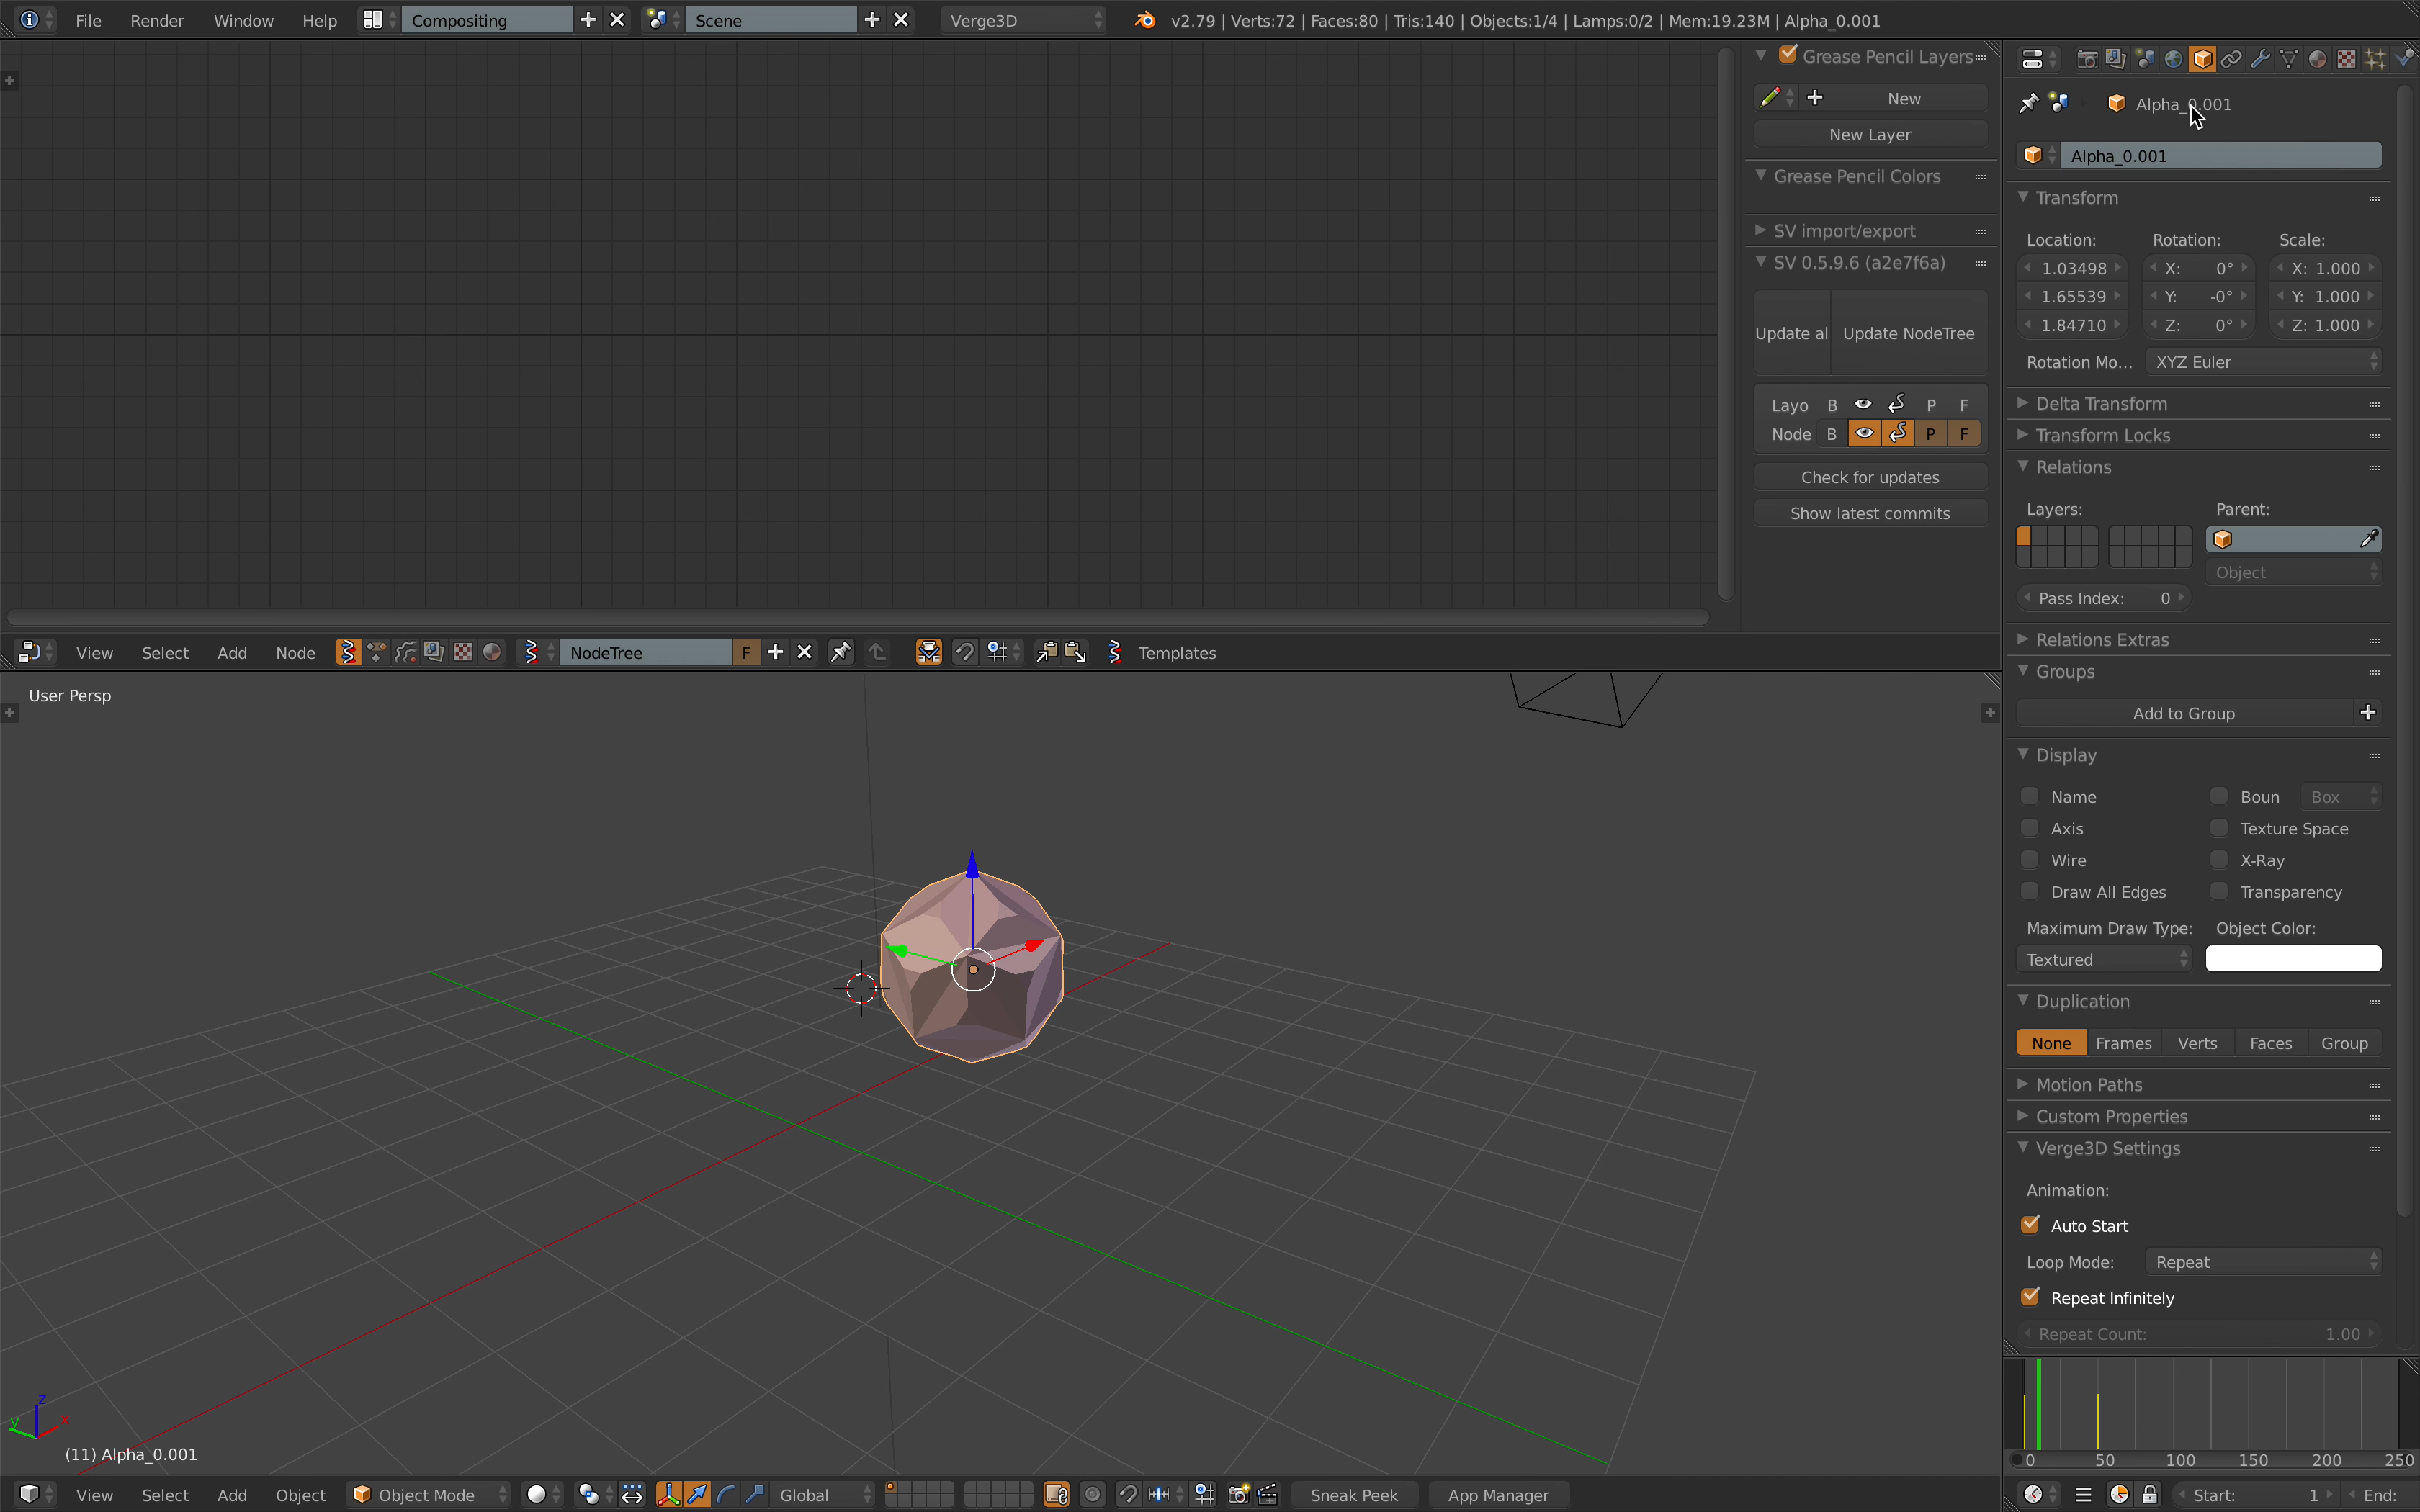 File Render Window Help Compositing Scene Verge3D v2.79 | Verts:72 | Faces:80 | Tris:140 | Objects:1/4 | Lamps:0/2 | Mem:19.23M | Alpha_0.001
Grease Pencil Layers
New
New Layer
Grease Pencil Colors
SV import/export
SV 0.5.9.6 (a2e7f6a)
Update al Update NodeTree
Layo B P F
Node B P F
Check for updates
Show latest commits
View Select Add Node NodeTree F Templates
User Persp
z
y
x
(11) Alpha_0.001
View Select Add Object Object Mode Global Sneak Peek App Manager
Alpha_0.001
Alpha_0.001
Transform
Location: Rotation: Scale:
1.03498 X: 0° X: 1.000
1.65539 Y: -0° Y: 1.000
1.84710 Z: 0° Z: 1.000
Rotation Mo... XYZ Euler
Delta Transform
Transform Locks
Relations
Layers: Parent:
Object
Pass Index: 0
Relations Extras
Groups
Add to Group
Display
Name Boun Box
Axis Texture Space
Wire X-Ray
Draw All Edges Transparency
Maximum Draw Type: Object Color:
Textured
Duplication
None Frames Verts Faces Group
Motion Paths
Custom Properties
Verge3D Settings
Animation:
Auto Start
Loop Mode: Repeat
Repeat Infinitely
Repeat Count: 1.00
0 50 100 150 200 250
Start: 1 End: